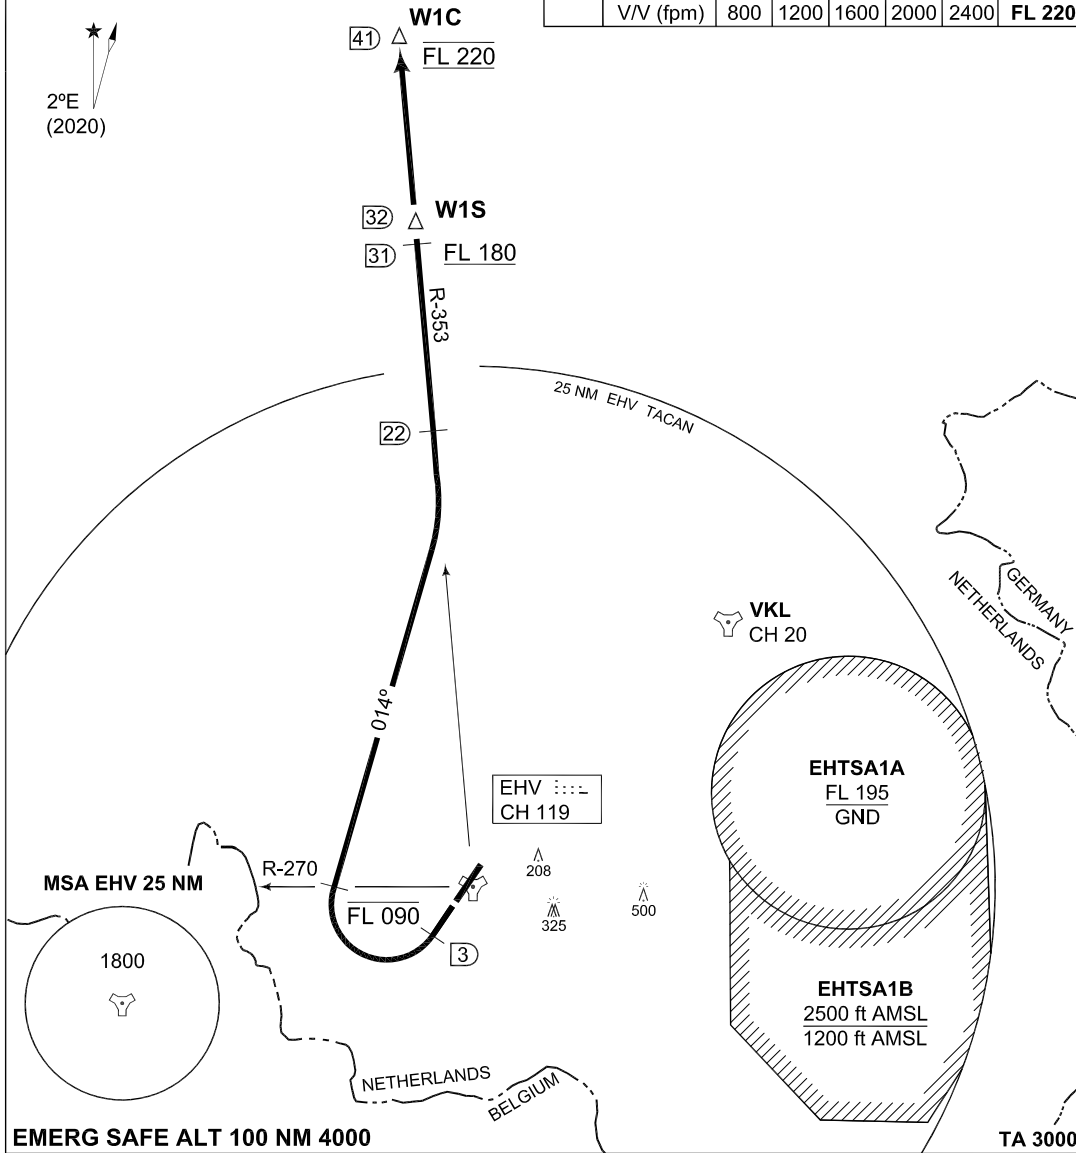 V/V (fpm) 800 1200 1600 2000 2400 FL 220
W1C
41
FL 220
2ºE
(2020)
32
W1S
31
FL 180
R-353
25 NM EHV TACAN
22
GERMANY
NETHERLANDS
VKL
CH 20
014º
EHTSA1A
FL 195
GND
EHV
CH 119
208
R-270
MSA EHV 25 NM
FL 090
325
500
3
1800
EHTSA1B
2500 ft AMSL
1200 ft AMSL
NETHERLANDS
BELGIUM
EMERG SAFE ALT 100 NM 4000
TA 3000